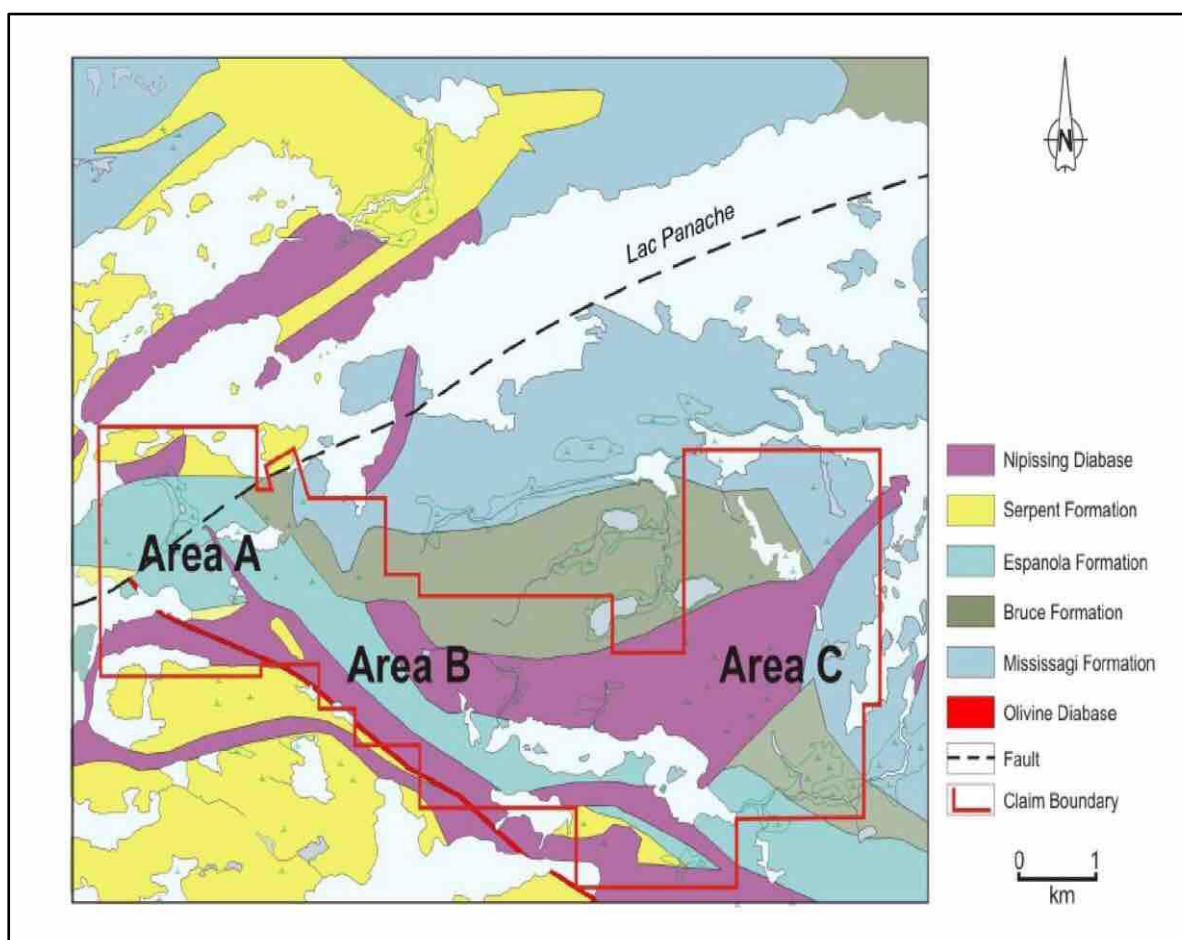 N
Lac Panache
Area A
Area B
Area C
Nipissing Diabase
Serpent Formation
Espanola Formation
Bruce Formation
Mississagi Formation
Olivine Diabase
Fault
Claim Boundary
0 1
km